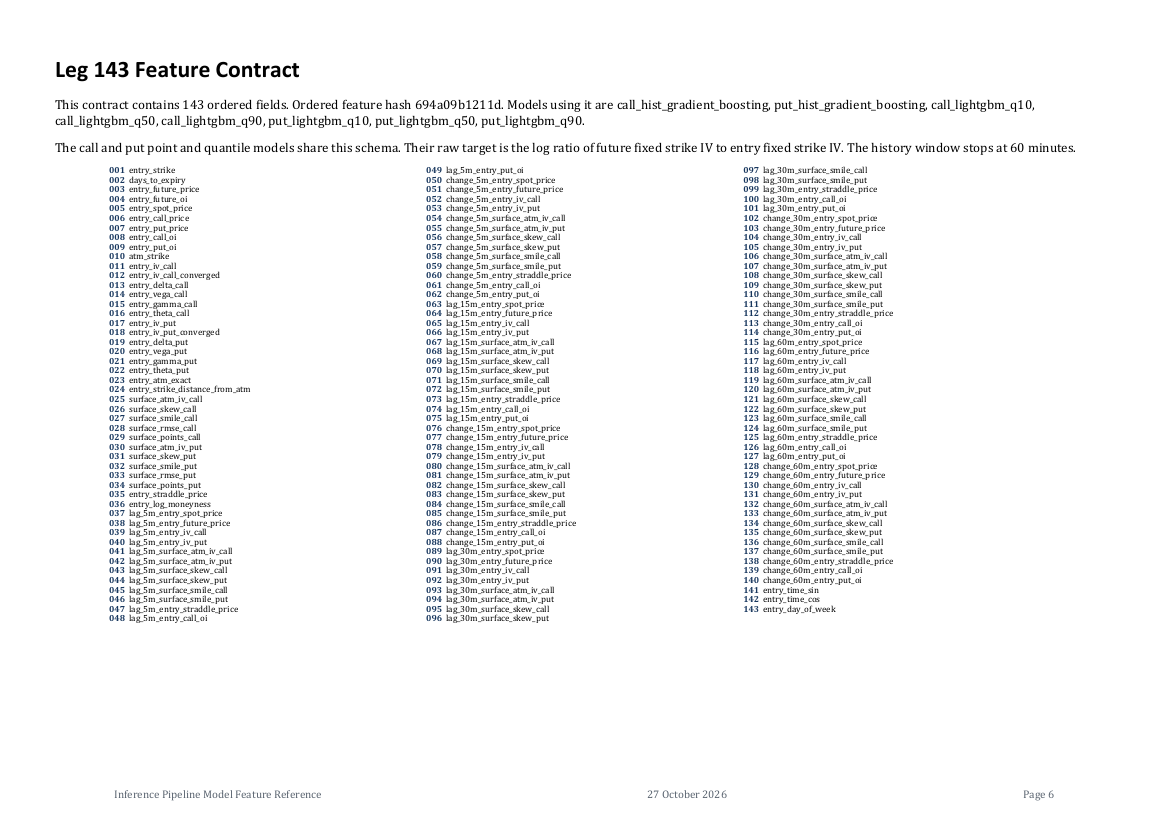 Leg 143 Feature Contract
This contract contains 143 ordered fields. Ordered feature hash 694a09b1211d. Models using it are call_hist_gradient_boosting, put_hist_gradient_boosting, call_lightgbm_q10,
call_lightgbm_q50, call_lightgbm_q90, put_lightgbm_q10, put_lightgbm_q50, put_lightgbm_q90.
The call and put point and quantile models share this schema. Their raw target is the log ratio of future fixed strike IV to entry fixed strike IV. The history window stops at 60 minutes.
001 entry_strike
002 days_to_expiry
003 entry_future_price
004 entry_future_oi
005 entry_spot_price
006 entry_call_price
007 entry_put_price
008 entry_call_oi
009 entry_put_oi
010 atm_strike
011 entry_iv_call
012 entry_iv_call_converged
013 entry_delta_call
014 entry_vega_call
015 entry_gamma_call
016 entry_theta_call
017 entry_iv_put
018 entry_iv_put_converged
019 entry_delta_put
020 entry_vega_put
021 entry_gamma_put
022 entry_theta_put
023 entry_atm_exact
024 entry_strike_distance_from_atm
025 surface_atm_iv_call
026 surface_skew_call
027 surface_smile_call
028 surface_rmse_call
029 surface_points_call
030 surface_atm_iv_put
031 surface_skew_put
032 surface_smile_put
033 surface_rmse_put
034 surface_points_put
035 entry_straddle_price
036 entry_log_moneyness
037 lag_5m_entry_spot_price
038 lag_5m_entry_future_price
039 lag_5m_entry_iv_call
040 lag_5m_entry_iv_put
041 lag_5m_surface_atm_iv_call
042 lag_5m_surface_atm_iv_put
043 lag_5m_surface_skew_call
044 lag_5m_surface_skew_put
045 lag_5m_surface_smile_call
046 lag_5m_surface_smile_put
047 lag_5m_entry_straddle_price
048 lag_5m_entry_call_oi
049 lag_5m_entry_put_oi
050 change_5m_entry_spot_price
051 change_5m_entry_future_price
052 change_5m_entry_iv_call
053 change_5m_entry_iv_put
054 change_5m_surface_atm_iv_call
055 change_5m_surface_atm_iv_put
056 change_5m_surface_skew_call
057 change_5m_surface_skew_put
058 change_5m_surface_smile_call
059 change_5m_surface_smile_put
060 change_5m_entry_straddle_price
061 change_5m_entry_call_oi
062 change_5m_entry_put_oi
063 lag_15m_entry_spot_price
064 lag_15m_entry_future_price
065 lag_15m_entry_iv_call
066 lag_15m_entry_iv_put
067 lag_15m_surface_atm_iv_call
068 lag_15m_surface_atm_iv_put
069 lag_15m_surface_skew_call
070 lag_15m_surface_skew_put
071 lag_15m_surface_smile_call
072 lag_15m_surface_smile_put
073 lag_15m_entry_straddle_price
074 lag_15m_entry_call_oi
075 lag_15m_entry_put_oi
076 change_15m_entry_spot_price
077 change_15m_entry_future_price
078 change_15m_entry_iv_call
079 change_15m_entry_iv_put
080 change_15m_surface_atm_iv_call
081 change_15m_surface_atm_iv_put
082 change_15m_surface_skew_call
083 change_15m_surface_skew_put
084 change_15m_surface_smile_call
085 change_15m_surface_smile_put
086 change_15m_entry_straddle_price
087 change_15m_entry_call_oi
088 change_15m_entry_put_oi
089 lag_30m_entry_spot_price
090 lag_30m_entry_future_price
091 lag_30m_entry_iv_call
092 lag_30m_entry_iv_put
093 lag_30m_surface_atm_iv_call
094 lag_30m_surface_atm_iv_put
095 lag_30m_surface_skew_call
096 lag_30m_surface_skew_put
097 lag_30m_surface_smile_call
098 lag_30m_surface_smile_put
099 lag_30m_entry_straddle_price
100 lag_30m_entry_call_oi
101 lag_30m_entry_put_oi
102 change_30m_entry_spot_price
103 change_30m_entry_future_price
104 change_30m_entry_iv_call
105 change_30m_entry_iv_put
106 change_30m_surface_atm_iv_call
107 change_30m_surface_atm_iv_put
108 change_30m_surface_skew_call
109 change_30m_surface_skew_put
110 change_30m_surface_smile_call
111 change_30m_surface_smile_put
112 change_30m_entry_straddle_price
113 change_30m_entry_call_oi
114 change_30m_entry_put_oi
115 lag_60m_entry_spot_price
116 lag_60m_entry_future_price
117 lag_60m_entry_iv_call
118 lag_60m_entry_iv_put
119 lag_60m_surface_atm_iv_call
120 lag_60m_surface_atm_iv_put
121 lag_60m_surface_skew_call
122 lag_60m_surface_skew_put
123 lag_60m_surface_smile_call
124 lag_60m_surface_smile_put
125 lag_60m_entry_straddle_price
126 lag_60m_entry_call_oi
127 lag_60m_entry_put_oi
128 change_60m_entry_spot_price
129 change_60m_entry_future_price
130 change_60m_entry_iv_call
131 change_60m_entry_iv_put
132 change_60m_surface_atm_iv_call
133 change_60m_surface_atm_iv_put
134 change_60m_surface_skew_call
135 change_60m_surface_skew_put
136 change_60m_surface_smile_call
137 change_60m_surface_smile_put
138 change_60m_entry_straddle_price
139 change_60m_entry_call_oi
140 change_60m_entry_put_oi
141 entry_time_sin
142 entry_time_cos
143 entry_day_of_week
Inference Pipeline Model Feature Reference
27 October 2026
Page 6